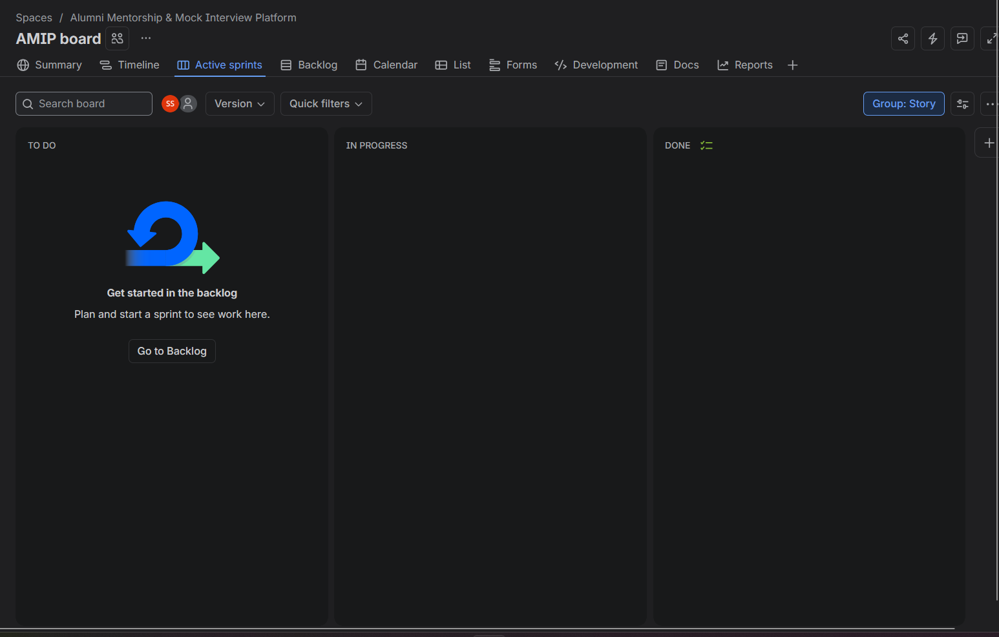 Spaces / Alumni Mentorship & Mock Interview Platform
AMIP board
Summary Timeline Active sprints Backlog Calendar List Forms Development Docs Reports
Search board SS Version Quick filters Group: Story
TO DO IN PROGRESS DONE
Get started in the backlog
Plan and start a sprint to see work here.
Go to Backlog